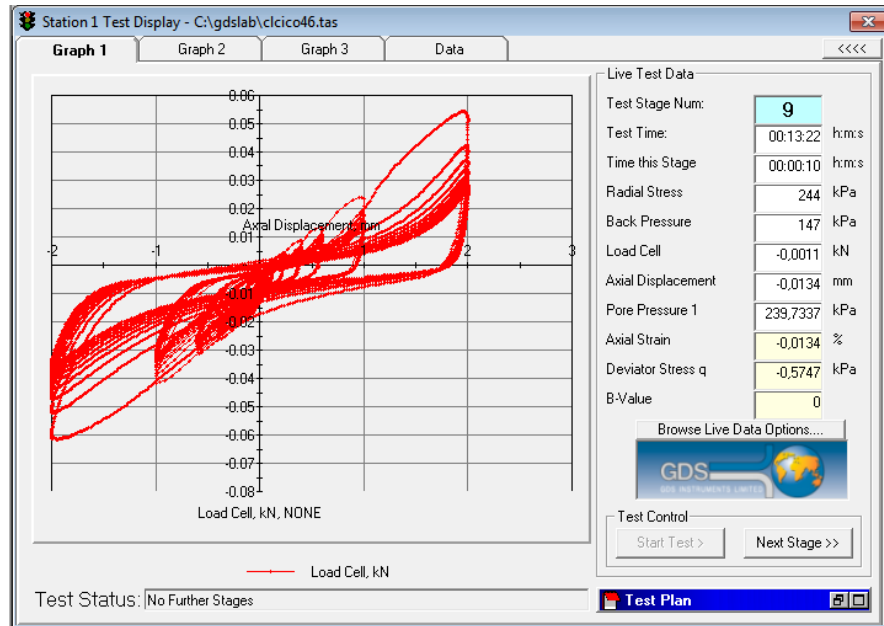 Station 1 Test Display - C:\gdslab\clcico46.tas
Graph 1 Graph 2 Graph 3 Data <<<<
0.06
0.05
0.04
0.03
0.02
Axial Displacement, mm
0.01
-2 -1 1 2 3
-0.01
-0.02
-0.03
-0.04
-0.05
-0.06
-0.08
Load Cell, kN, NONE
Load Cell, kN
Live Test Data
Test Stage Num: 9
Test Time: 00:13:22 h:m:s
Time this Stage 00:00:10 h:m:s
Radial Stress 244 kPa
Back Pressure 147 kPa
Load Cell -0,0011 kN
Axial Displacement -0,0134 mm
Pore Pressure 1 239,7337 kPa
Axial Strain -0,0134 %
Deviator Stress q -0,5747 kPa
B-Value 0
Browse Live Data Options....
GDS
GDS INSTRUMENTS LIMITED
Test Control
Start Test > Next Stage >>
Test Status: No Further Stages
Test Plan